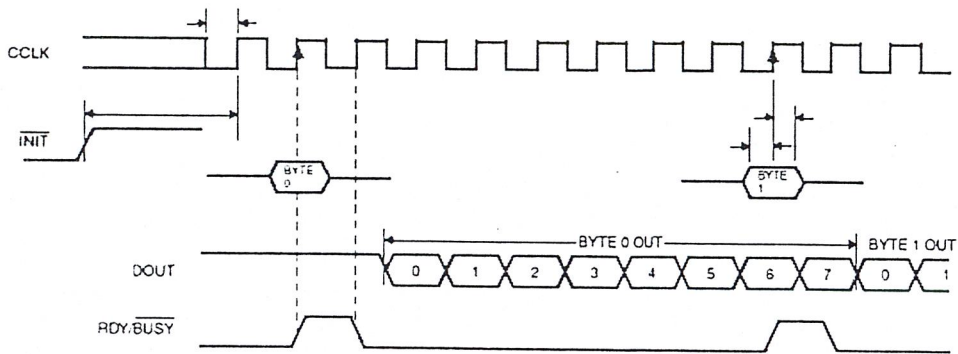 CCLK
INIT
BYTE
0
BYTE
1
BYTE 0 OUT
BYTE 1 OUT
DOUT
0 1 2 3 4 5 6 7 0 1
RDY/BUSY